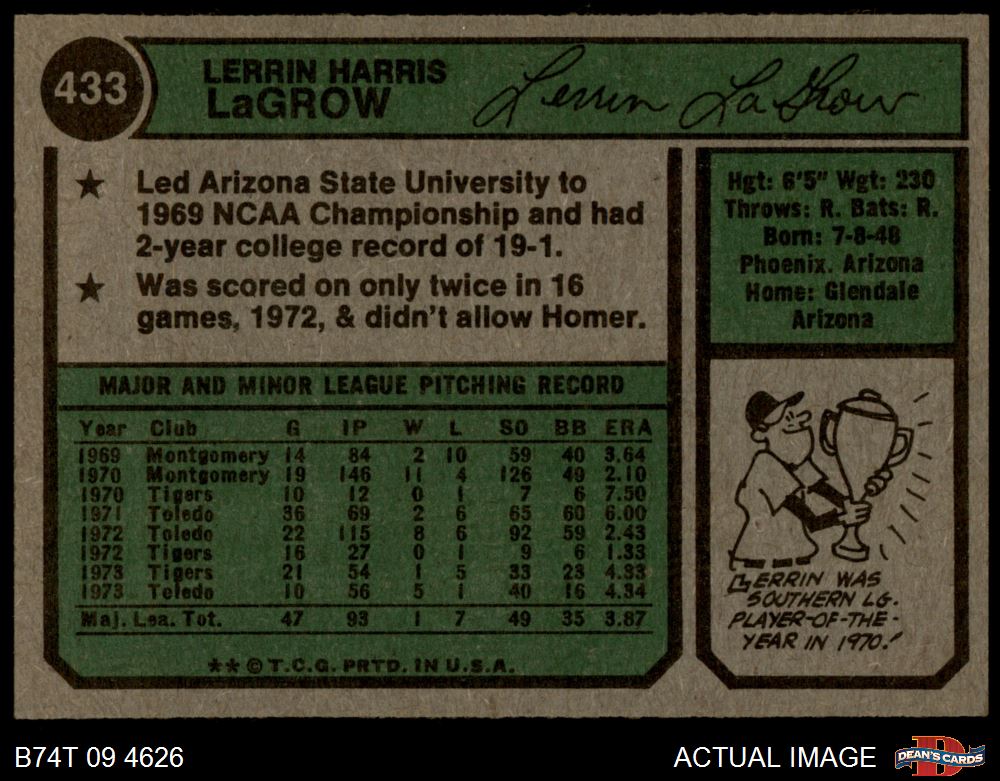 433
LERRIN HARRIS
LaGROW
Lerrin LaGrow
★ Led Arizona State University to
1969 NCAA Championship and had
2-year college record of 19-1.
★ Was scored on only twice in 16
games, 1972, & didn't allow Homer.
Hgt: 6'5" Wgt: 230
Throws: R. Bats: R.
Born: 7-8-48
Phoenix. Arizona
Home: Glendale
Arizona
MAJOR AND MINOR LEAGUE PITCHING RECORD
Year Club G IP W L SO BB ERA
1969 Montgomery 14 84 2 10 59 40 3.64
1970 Montgomery 19 146 11 4 126 49 2.10
1970 Tigers 10 12 0 1 7 6 7.50
1971 Toledo 36 69 2 6 65 60 6.00
1972 Toledo 22 115 8 6 92 59 2.43
1972 Tigers 16 27 0 1 9 6 1.33
1973 Tigers 21 54 1 5 33 23 4.33
1973 Toledo 10 56 5 1 40 16 4.34
Maj. Lea. Tot. 47 93 1 7 49 35 3.87
** © T.C.G. PRTD. IN U.S.A.
LERRIN WAS
SOUTHERN LG.
PLAYER-OF-THE-
YEAR IN 1970!
B74T 09 4626
ACTUAL IMAGE
D
DEAN'S CARDS